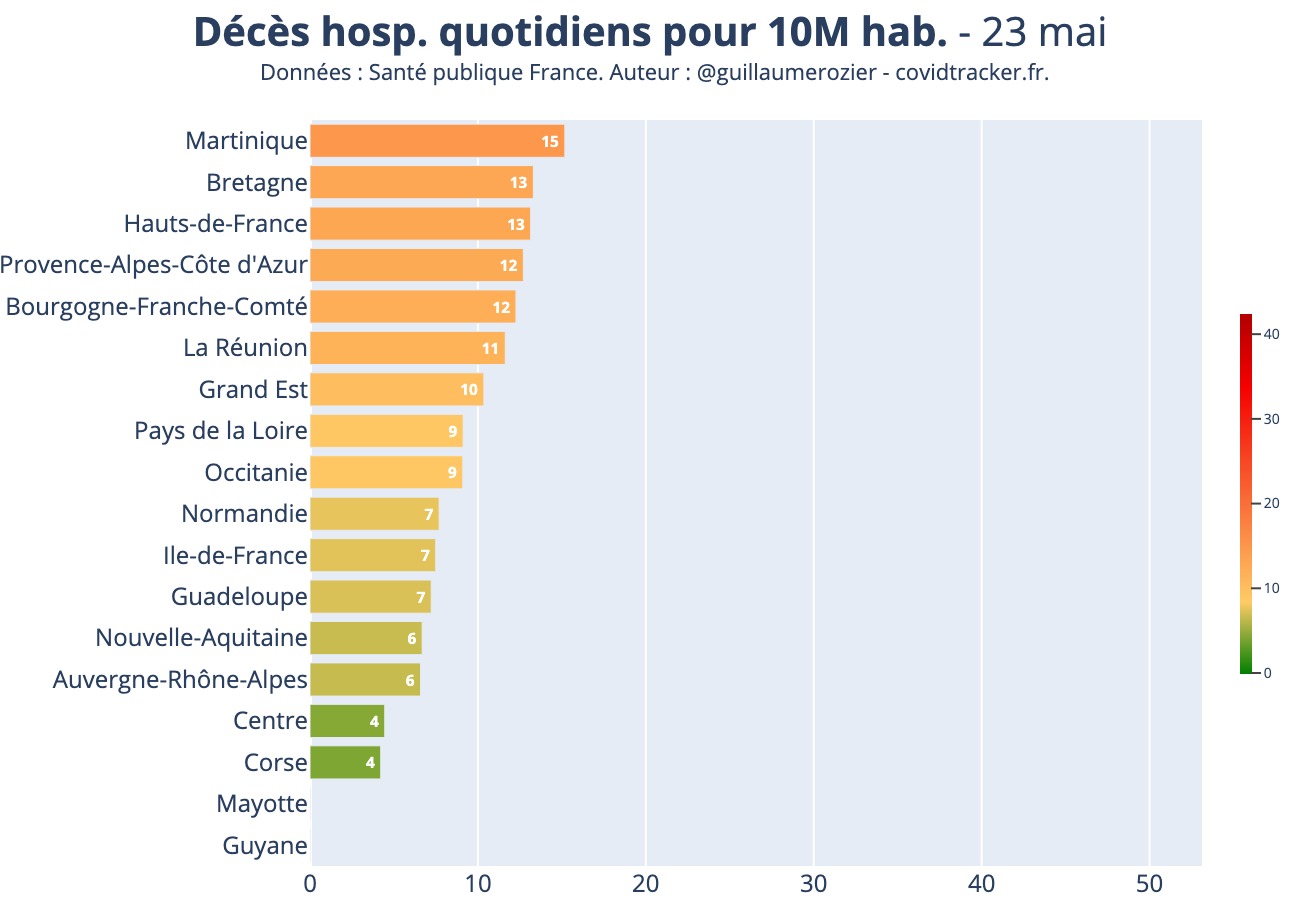 Décès hosp. quotidiens pour 10M hab. - 23 mai
Données : Santé publique France. Auteur : @guillaumerozier - covidtracker.fr.
Martinique 15
Bretagne 13
Hauts-de-France 13
Provence-Alpes-Côte d'Azur 12
Bourgogne-Franche-Comté 12
La Réunion 11
Grand Est 10
Pays de la Loire 9
Occitanie 9
Normandie 7
Ile-de-France 7
Guadeloupe 7
Nouvelle-Aquitaine 6
Auvergne-Rhône-Alpes 6
Centre 4
Corse 4
Mayotte
Guyane
0 10 20 30 40 50
40
30
20
10
0